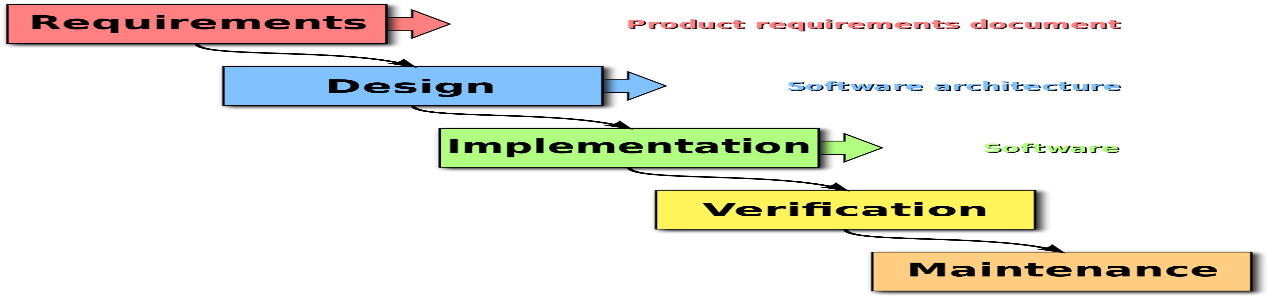 Requirements
Product requirements document
Design
Software architecture
Implementation
Software
Verification
Maintenance